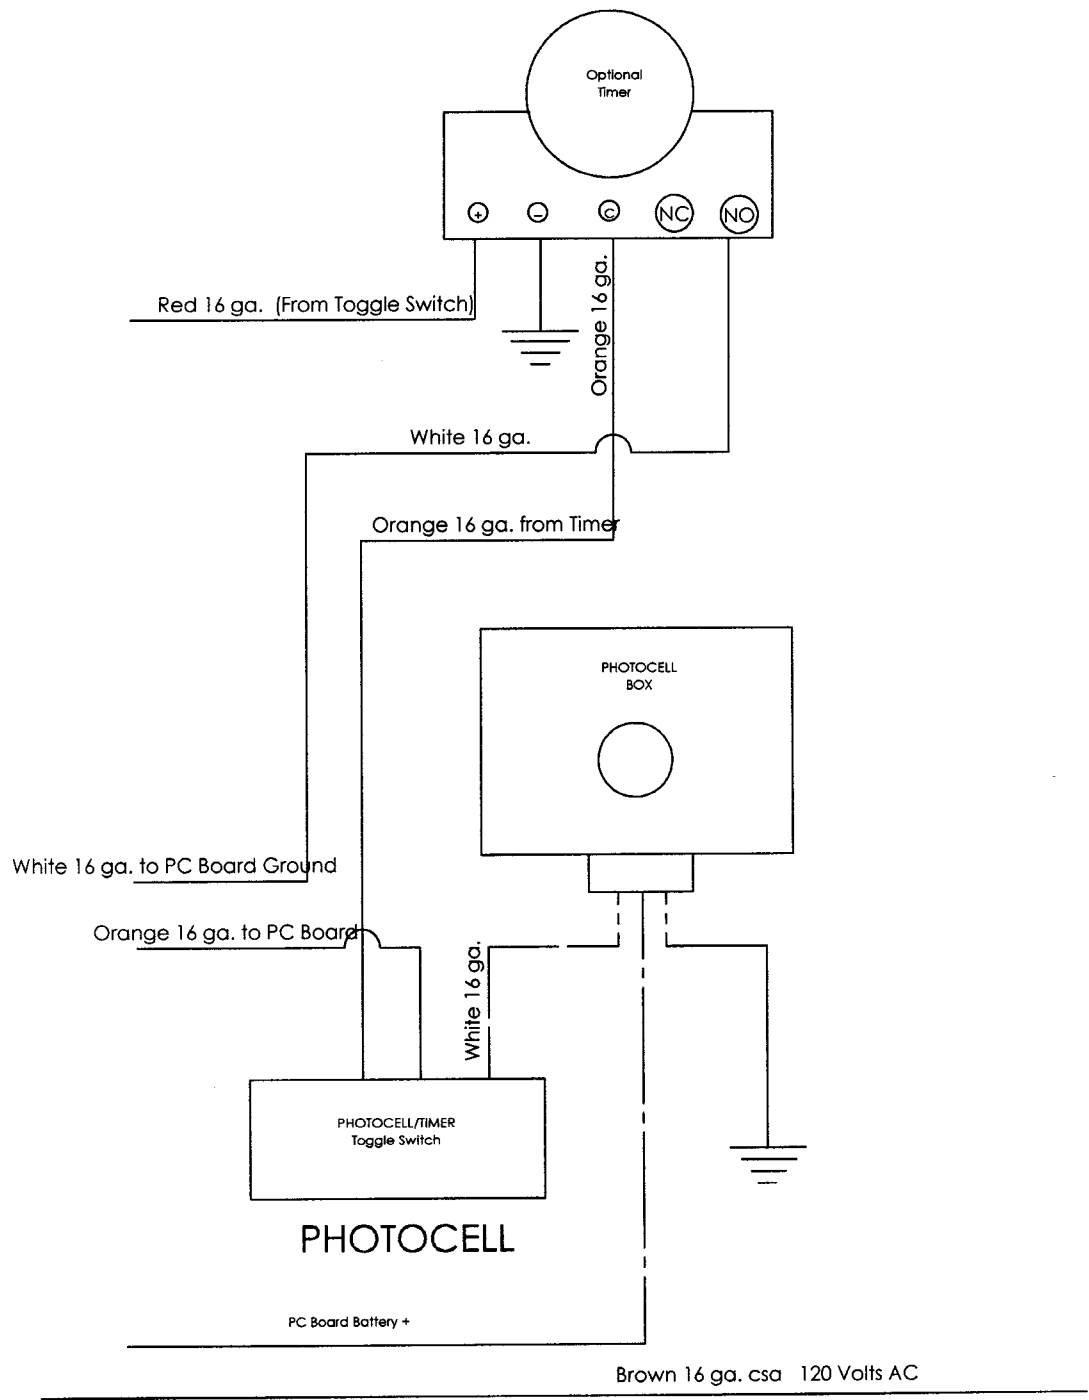 Optional
Timer
+
−
C
NC
NO
Red 16 ga. (From Toggle Switch)
Orange 16 ga.
White 16 ga.
Orange 16 ga. from Timer
PHOTOCELL
BOX
White 16 ga. to PC Board Ground
Orange 16 ga. to PC Board
White 16 ga.
PHOTOCELL/TIMER
Toggle Switch
PHOTOCELL
PC Board Battery +
Brown 16 ga. csa 120 Volts AC